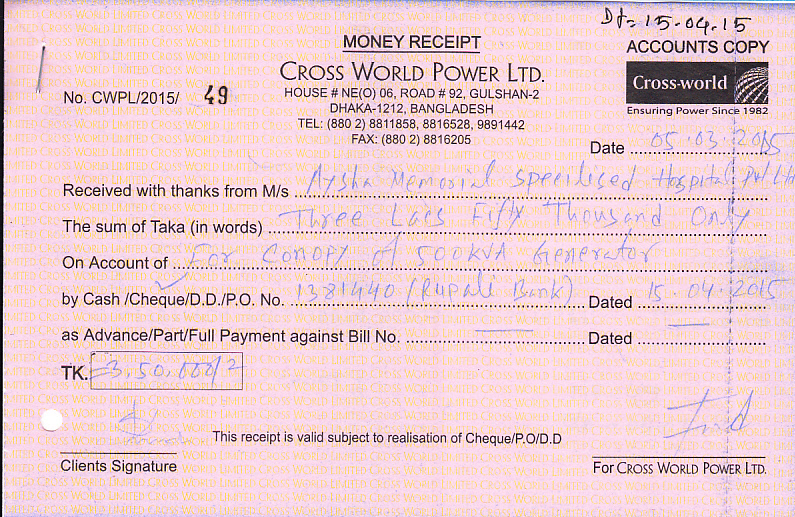 Dt= 15-04-15
MONEY RECEIPT
ACCOUNTS COPY
CROSS WORLD POWER LTD.
Cross-world
Ensuring Power Since 1982
No. CWPL/2015/ 49
HOUSE # NE(O) 06, ROAD # 92, GULSHAN-2
DHAKA-1212, BANGLADESH
TEL: (880 2) 8811858, 8816528, 9891442
FAX: (880 2) 8816205
Date 05.03.2015
Received with thanks from M/s Aysha Memorial specilised Hospital Pvt Ltd
The sum of Taka (in words) Three Lacs Fifty Thousand Only
On Account of For Conopy of 500kVA Generator
by Cash /Cheque/D.D./P.O. No. 1381440 (Rupali Bank) Dated 15.04.2015
as Advance/Part/Full Payment against Bill No. Dated
TK. =3,50,000/=
This receipt is valid subject to realisation of Cheque/P.O/D.D
Clients Signature
For CROSS WORLD POWER LTD.